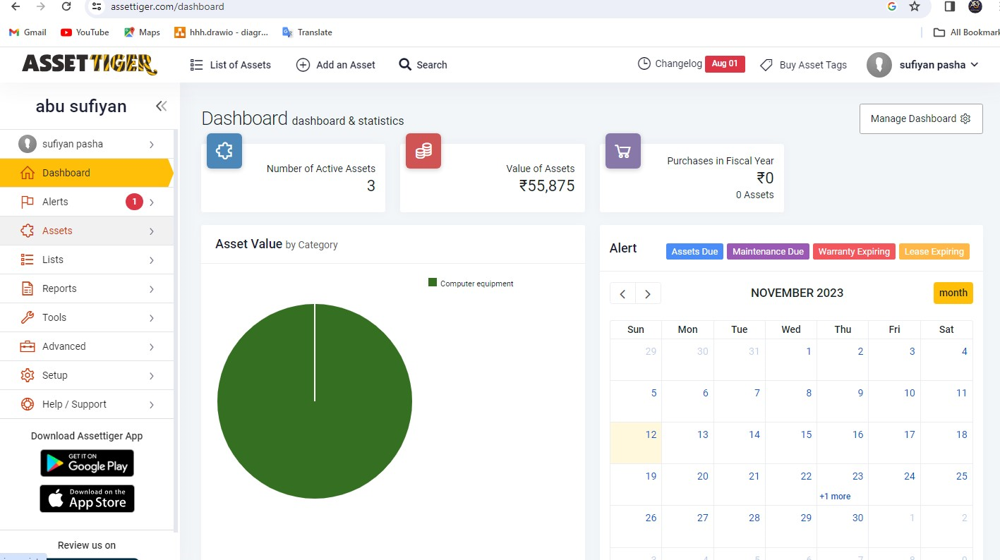 assettiger.com/dashboard
Gmail YouTube Maps hhh.drawio - diagr... Translate All Bookmark
ASSETTIGER List of Assets Add an Asset Search Changelog Aug 01 Buy Asset Tags sufiyan pasha
abu sufiyan
sufiyan pasha
Dashboard
Alerts 1
Assets
Lists
Reports
Tools
Advanced
Setup
Help / Support
Download Assettiger App
GET IT ON
Google Play
Download on the
App Store
Review us on
Dashboard dashboard & statistics
Manage Dashboard
Number of Active Assets
3
Value of Assets
₹55,875
Purchases in Fiscal Year
₹0
0 Assets
Asset Value by Category
Computer equipment
Alert Assets Due Maintenance Due Warranty Expiring Lease Expiring
NOVEMBER 2023 month
Sun Mon Tue Wed Thu Fri Sat
29 30 31 1 2 3 4
5 6 7 8 9 10 11
12 13 14 15 16 17 18
19 20 21 22 23 24 25
+1 more
26 27 28 29 30 1 2
3 4 5 6 7 8 9